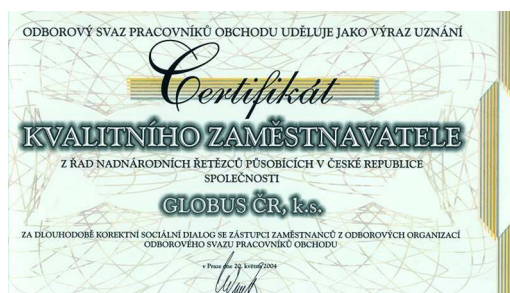 ODBOROVÝ SVAZ PRACOVNÍKŮ OBCHODU UDĚLUJE JAKO VÝRAZ UZNÁNÍ
Certifikát
KVALITNÍHO ZAMĚSTNAVATELE
Z ŘAD NADNÁRODNÍCH ŘETĚZCŮ PŮSOBÍCÍCH V ČESKÉ REPUBLICE
SPOLEČNOSTI
GLOBUS ČR, k.s.
ZA DLOUHODOBĚ KOREKTNÍ SOCIÁLNÍ DIALOG SE ZÁSTUPCI ZAMĚSTNANCŮ Z ODBOROVÝCH ORGANIZACÍ
ODBOROVÉHO SVAZU PRACOVNÍKŮ OBCHODU
v Praze dne 20. května 2004